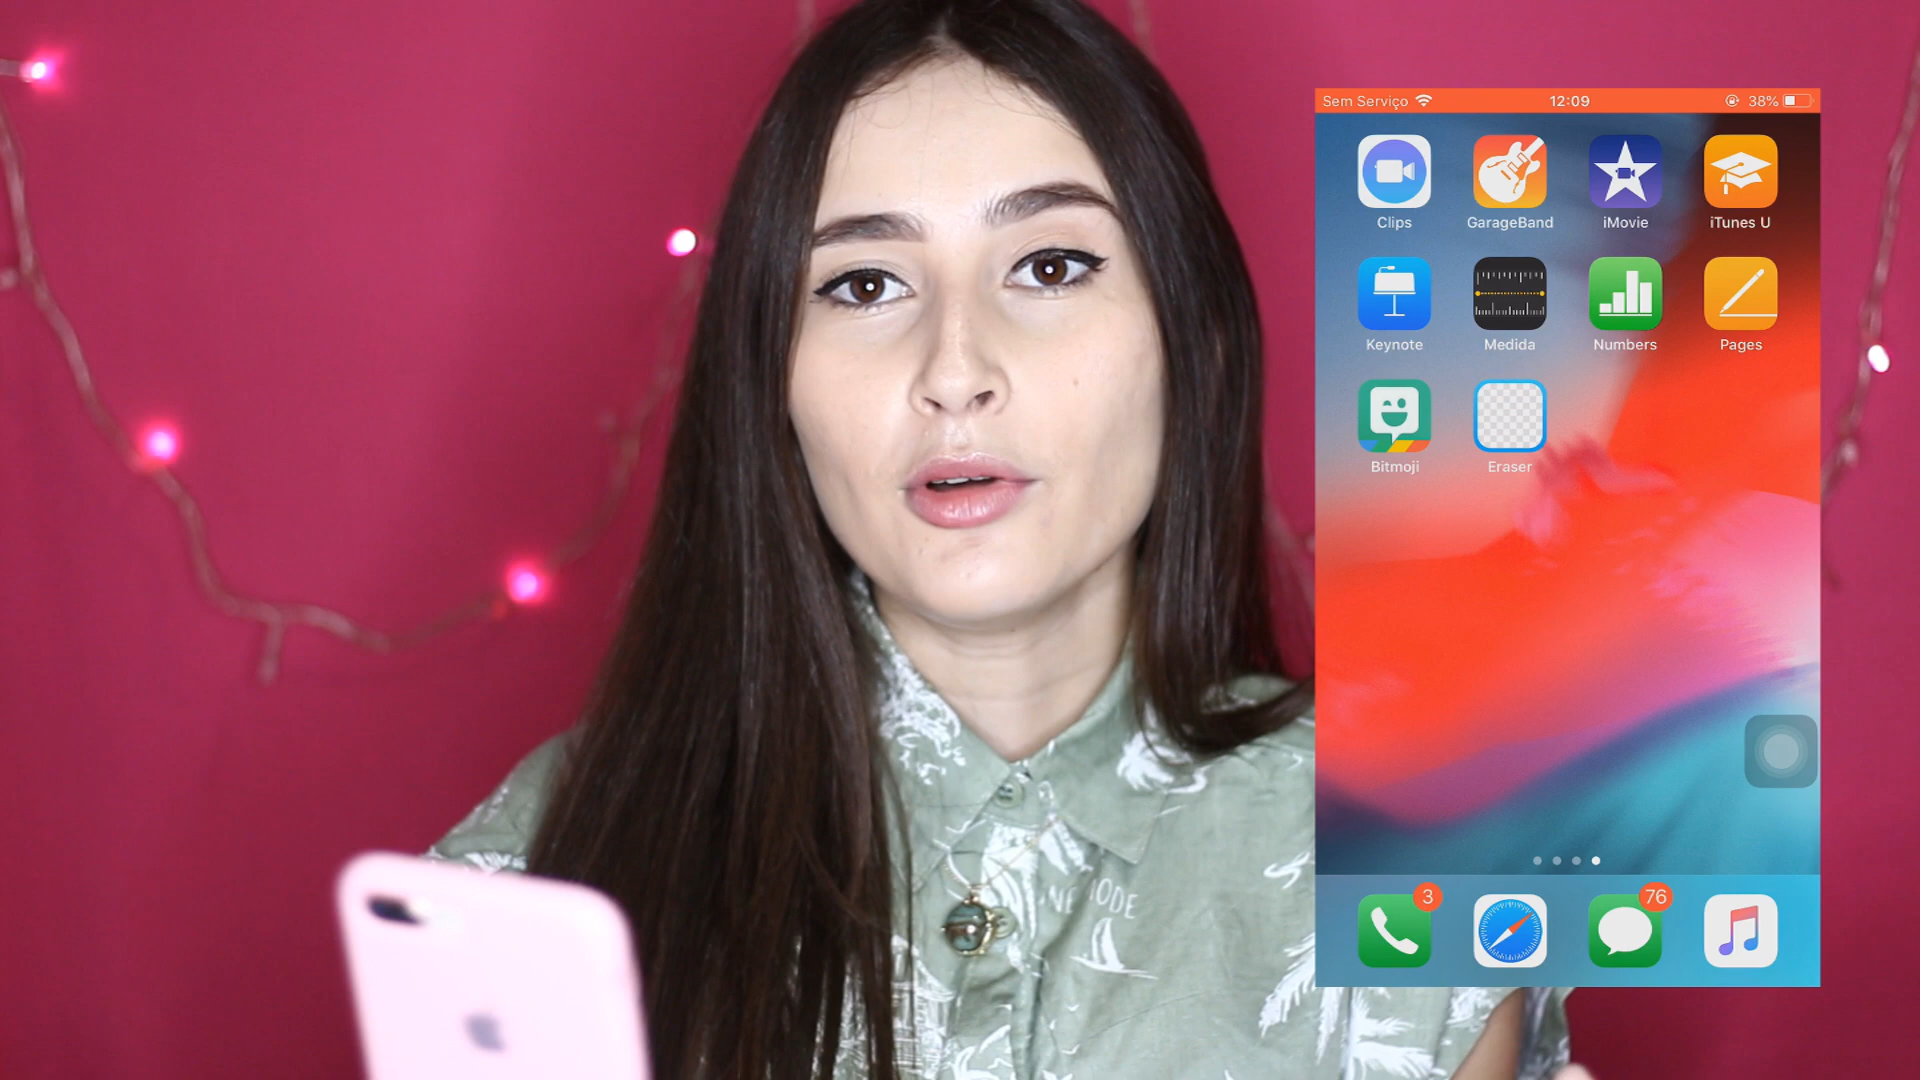 Sem Serviço 12:09 38%
Clips GarageBand iMovie iTunes U
Keynote Medida Numbers Pages
Bitmoji Eraser
3 76